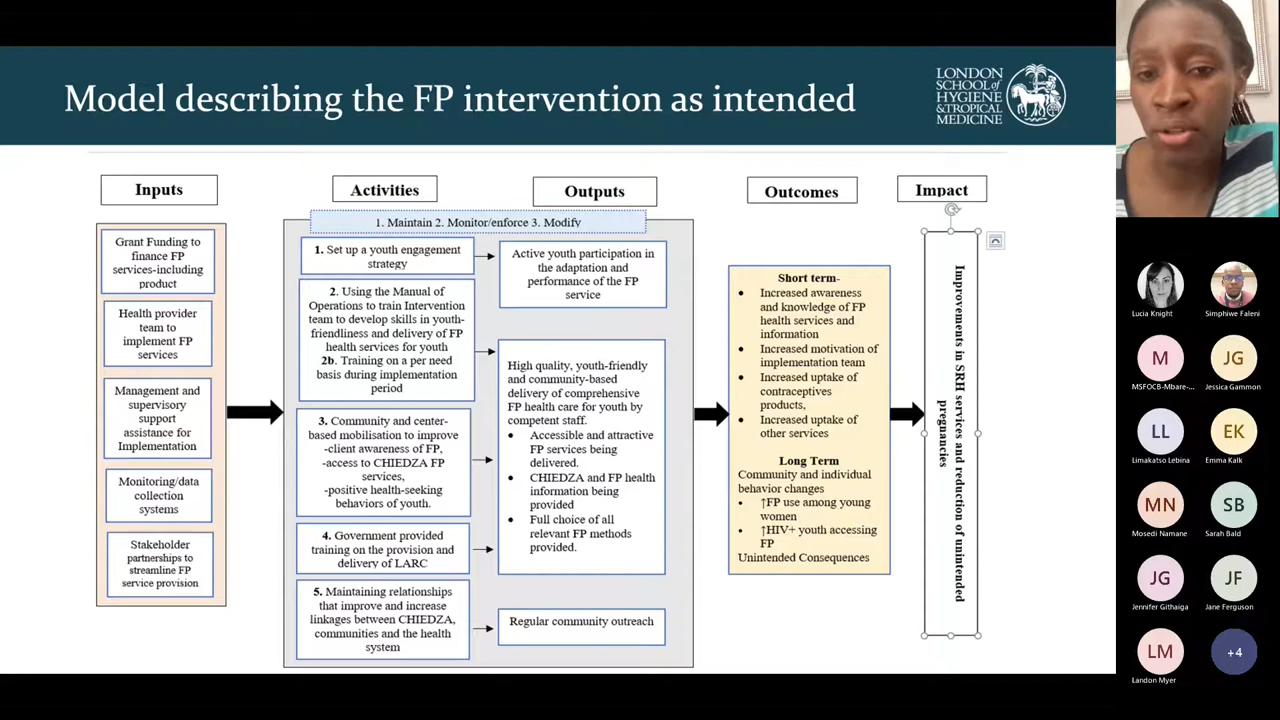 Model describing the FP intervention as intended
LONDON
SCHOOL of
HYGIENE
& TROPICAL
MEDICINE
Inputs
Activities
Outputs
Outcomes
Impact
Grant Funding to
finance FP
services-including
product
Health provider
team to
implement FP
services
Management and
supervisory
support
assistance for
Implementation
Monitoring/data
collection
systems
Stakeholder
partnerships to
streamline FP
service provision
1. Maintain 2. Monitor/enforce 3. Modify
1. Set up a youth engagement
strategy
2. Using the Manual of
Operations to train Intervention
team to develop skills in youth-
friendliness and delivery of FP
health services for youth
2b. Training on a per need
basis during implementation
period
3. Community and center-
based mobilisation to improve
-client awareness of FP,
-access to CHIEDZA FP
services,
-positive health-seeking
behaviors of youth.
4. Government provided
training on the provision and
delivery of LARC
5. Maintaining relationships
that improve and increase
linkages between CHIEDZA,
communities and the health
system
Active youth participation in
the adaptation and
performance of the FP
service
High quality, youth-friendly
and community-based
delivery of comprehensive
FP health care for youth by
competent staff.
• Accessible and attractive
FP services being
delivered.
• CHIEDZA and FP health
information being
provided
• Full choice of all
relevant FP methods
provided.
Regular community outreach
Short term-
• Increased awareness
and knowledge of FP
health services and
information
• Increased motivation of
implementation team
• Increased uptake of
contraceptives
products,
• Increased uptake of
other services
Long Term
Community and individual
behavior changes
• ↑FP use among young
women
• ↑HIV+ youth accessing
FP
Unintended Consequences
Improvements in SRH services and reduction of unintended
pregnancies
Lucia Knight
Simphiwe Faleni
M
MSFOCB-Mbare-...
JG
Jessica Gammon
LL
Limakatso Lebina
EK
Emma Kalk
MN
Mosedi Namane
SB
Sarah Bald
JG
Jennifer Githaiga
JF
Jane Ferguson
LM
Landon Myer
+4